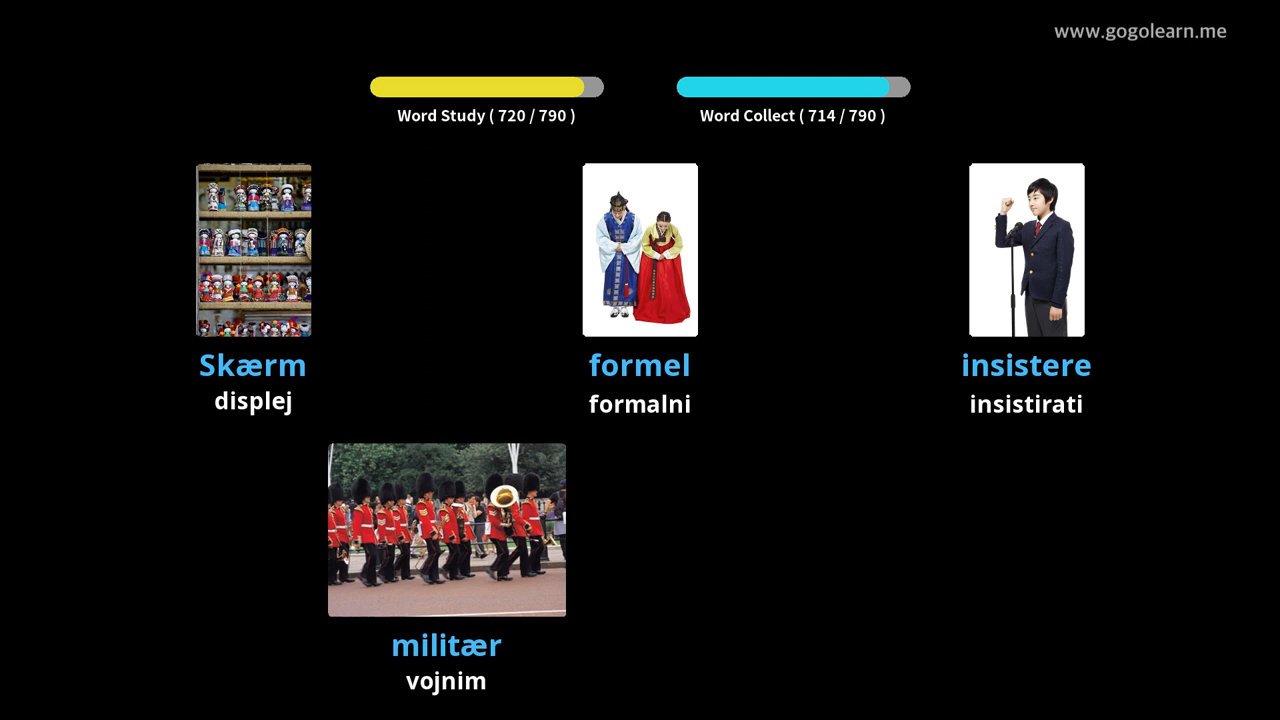 www.gogolearn.me
Word Study ( 720 / 790 )
Word Collect ( 714 / 790 )
Skærm
displej
formel
formalni
insistere
insistirati
militær
vojnim